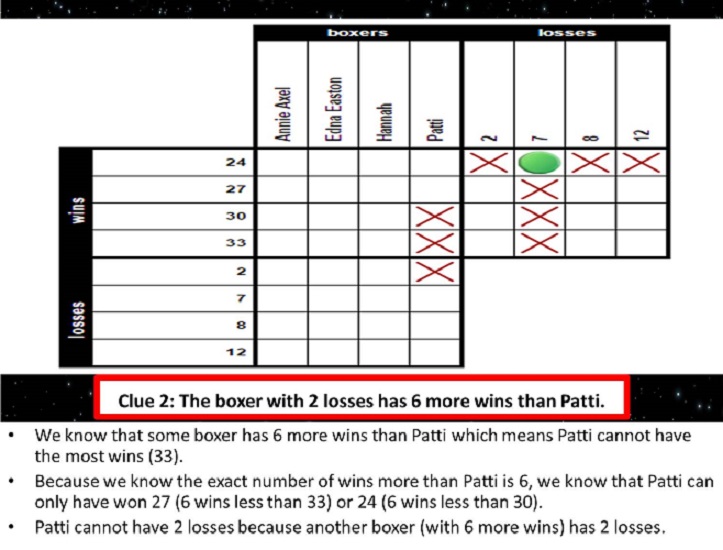 boxers losses
Annie Axel Edna Easton Hannah Patti 2 7 8 12
wins
24
27
30
33
losses
2
7
8
12
Clue 2: The boxer with 2 losses has 6 more wins than Patti.
• We know that some boxer has 6 more wins than Patti which means Patti cannot have
the most wins (33).
• Because we know the exact number of wins more than Patti is 6, we know that Patti can
only have won 27 (6 wins less than 33) or 24 (6 wins less than 30).
• Patti cannot have 2 losses because another boxer (with 6 more wins) has 2 losses.